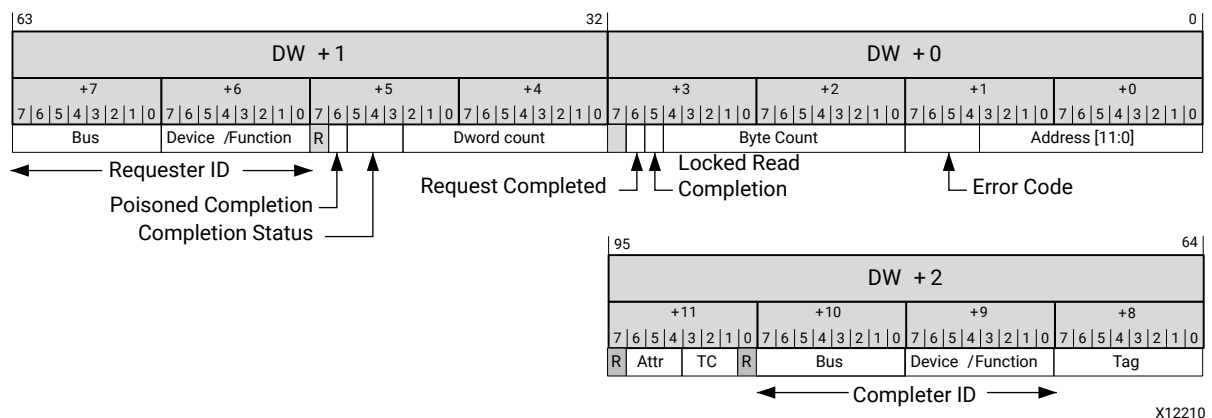 63 32 0
DW +1 DW +0
+7 +6 +5 +4 +3 +2 +1 +0
7 6 5 4 3 2 1 0 7 6 5 4 3 2 1 0 7 6 5 4 3 2 1 0 7 6 5 4 3 2 1 0 7 6 5 4 3 2 1 0 7 6 5 4 3 2 1 0 7 6 5 4 3 2 1 0 7 6 5 4 3 2 1 0
Bus Device /Function R Dword count Byte Count Address [11:0]
Requester ID
Poisoned Completion
Completion Status
Request Completed
Locked Read
Completion
Error Code
95 64
DW +2
+11 +10 +9 +8
7 6 5 4 3 2 1 0 7 6 5 4 3 2 1 0 7 6 5 4 3 2 1 0 7 6 5 4 3 2 1 0
R Attr TC R Bus Device /Function Tag
Completer ID
X12210